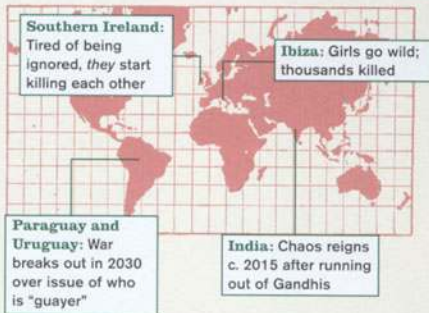 Southern Ireland:
Tired of being
ignored, they start
killing each other
Ibiza: Girls go wild;
thousands killed
Paraguay and
Uruguay: War
breaks out in 2030
over issue of who
is "guayer"
India: Chaos reigns
c. 2015 after running
out of Gandhis